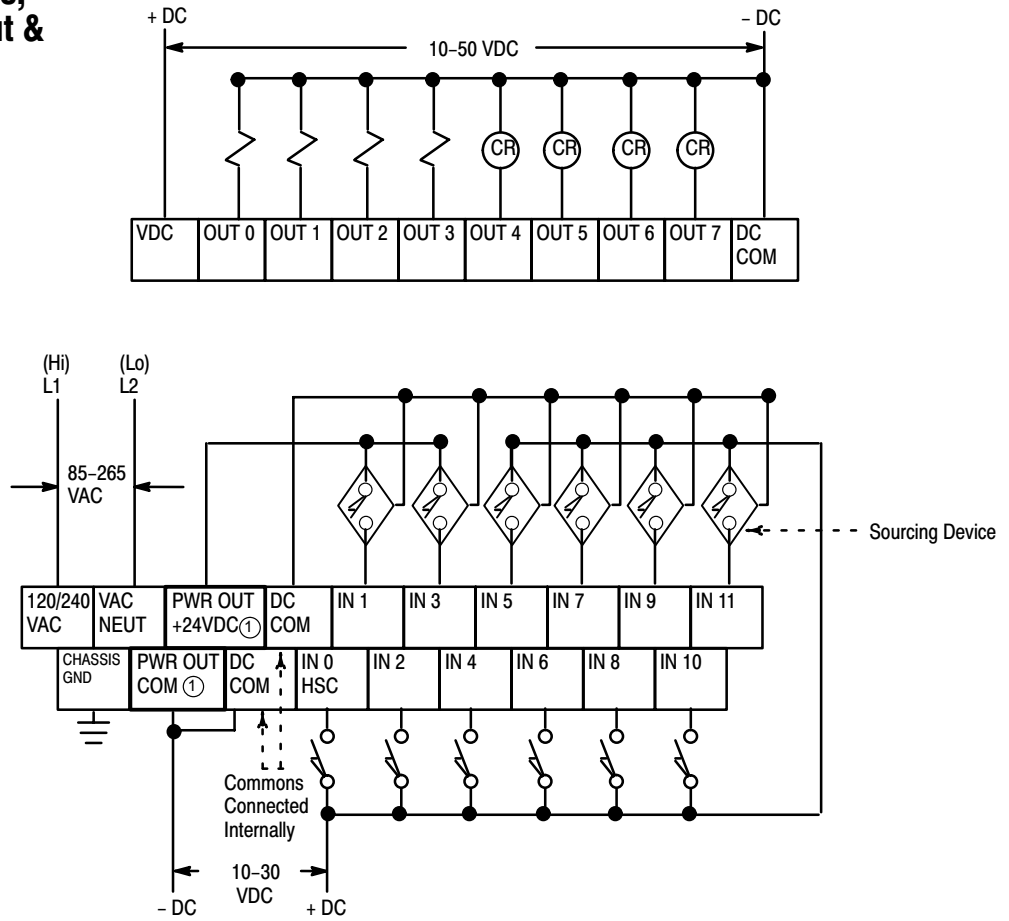 ut &
+ DC
– DC
10–50 VDC
CR
CR
CR
CR
VDC
OUT 0
OUT 1
OUT 2
OUT 3
OUT 4
OUT 5
OUT 6
OUT 7
DC
COM
(Hi)
L1
(Lo)
L2
85–265
VAC
Sourcing Device
120/240
VAC
VAC
NEUT
PWR OUT
+24VDC①
DC
COM
IN 1
IN 3
IN 5
IN 7
IN 9
IN 11
CHASSIS
GND
PWR OUT
COM ①
DC
COM
IN 0
HSC
IN 2
IN 4
IN 6
IN 8
IN 10
Commons
Connected
Internally
10–30
VDC
– DC
+ DC